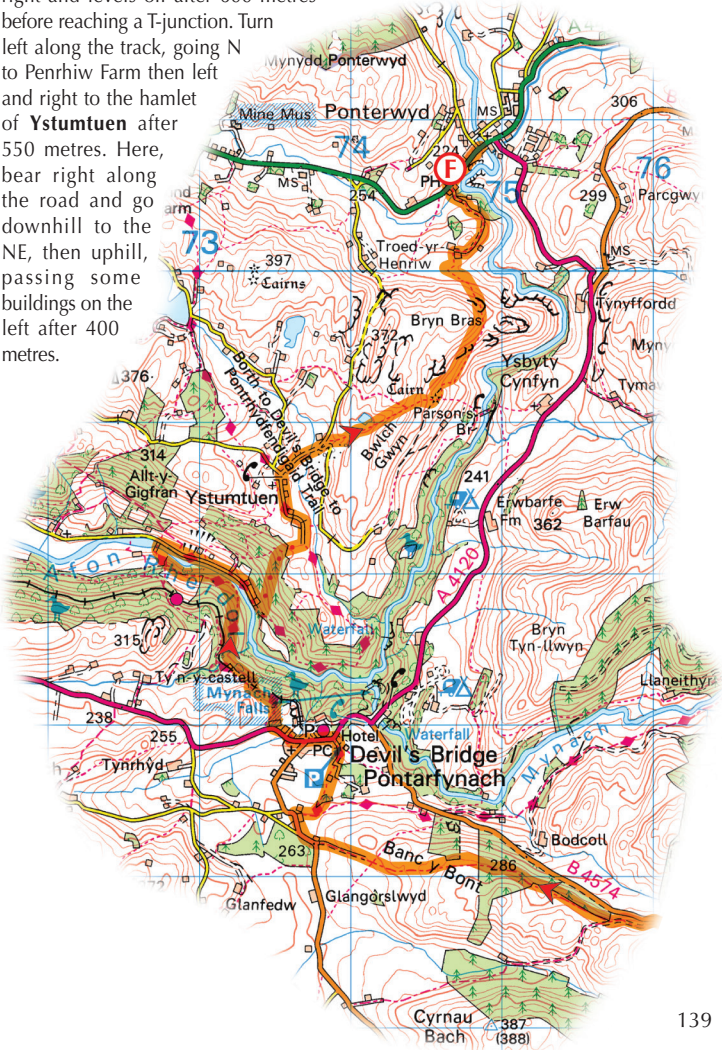 right and levels off after 600 metres
before reaching a T-junction. Turn
left along the track, going N
to Penrhiw Farm then left
and right to the hamlet
of Ystumtuen after
550 metres. Here,
bear right along
the road and go
downhill to the
NE, then uphill,
passing some
buildings on the
left after 400
metres.
Mynydd Ponterwyd
Mine Mus
Ponterwyd
MS
306
74
224
F
76
MS
PH
75
299
Parcgwy
254
73
Troed-yr-
Henriw
MS
397
Cairns
Tynyffordd
Bryn Bras
372
Myny
Ysbyty
Cynfyn
376
Cairn
Tymaw
Borth to Devil's Bridge to
Pontrhydfendigaid Trail
Parson's
Br
Bwlch
Gwyn
314
Allt-y-
Gigfran
Ystumtuen
241
Erwbarfe
Fm
362
Erw
Barfau
Afon Rheidol
A 4120
Waterfall
Bryn
Tyn-llwyn
315
Ty'n-y-castell
Llaneithyr
Mynach
Falls
238
255
P
PC
Hotel
Waterfall
Mynach
Devil's Bridge /
Pontarfynach
Tynrhyd
P
Bodcoll
263
Banc y Bont
286
B 4574
272
Glanfedw
Glangorslwyd
Cyrnau
Bach
387
(388)
139